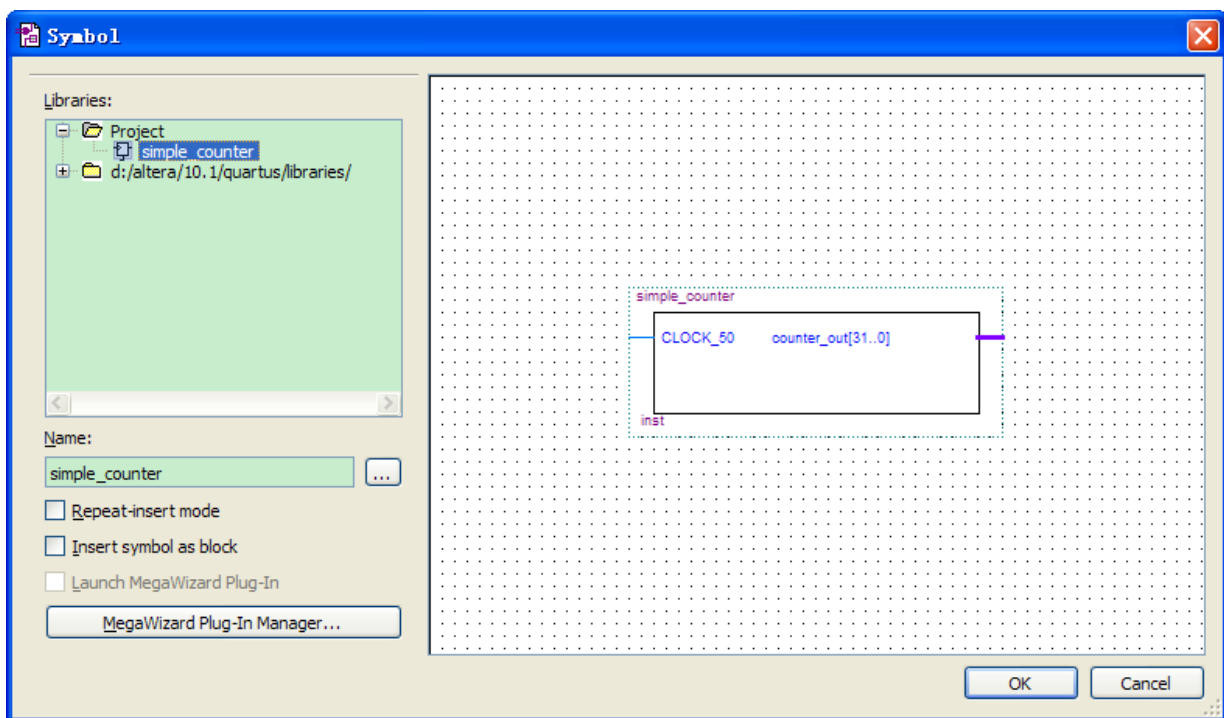 Symbol
Libraries:
Project
simple_counter
d:/altera/10.1/quartus/libraries/
Name:
simple_counter
...
Repeat-insert mode
Insert symbol as block
Launch MegaWizard Plug-In
MegaWizard Plug-In Manager...
simple_counter
CLOCK_50 counter_out[31..0]
inst
OK Cancel